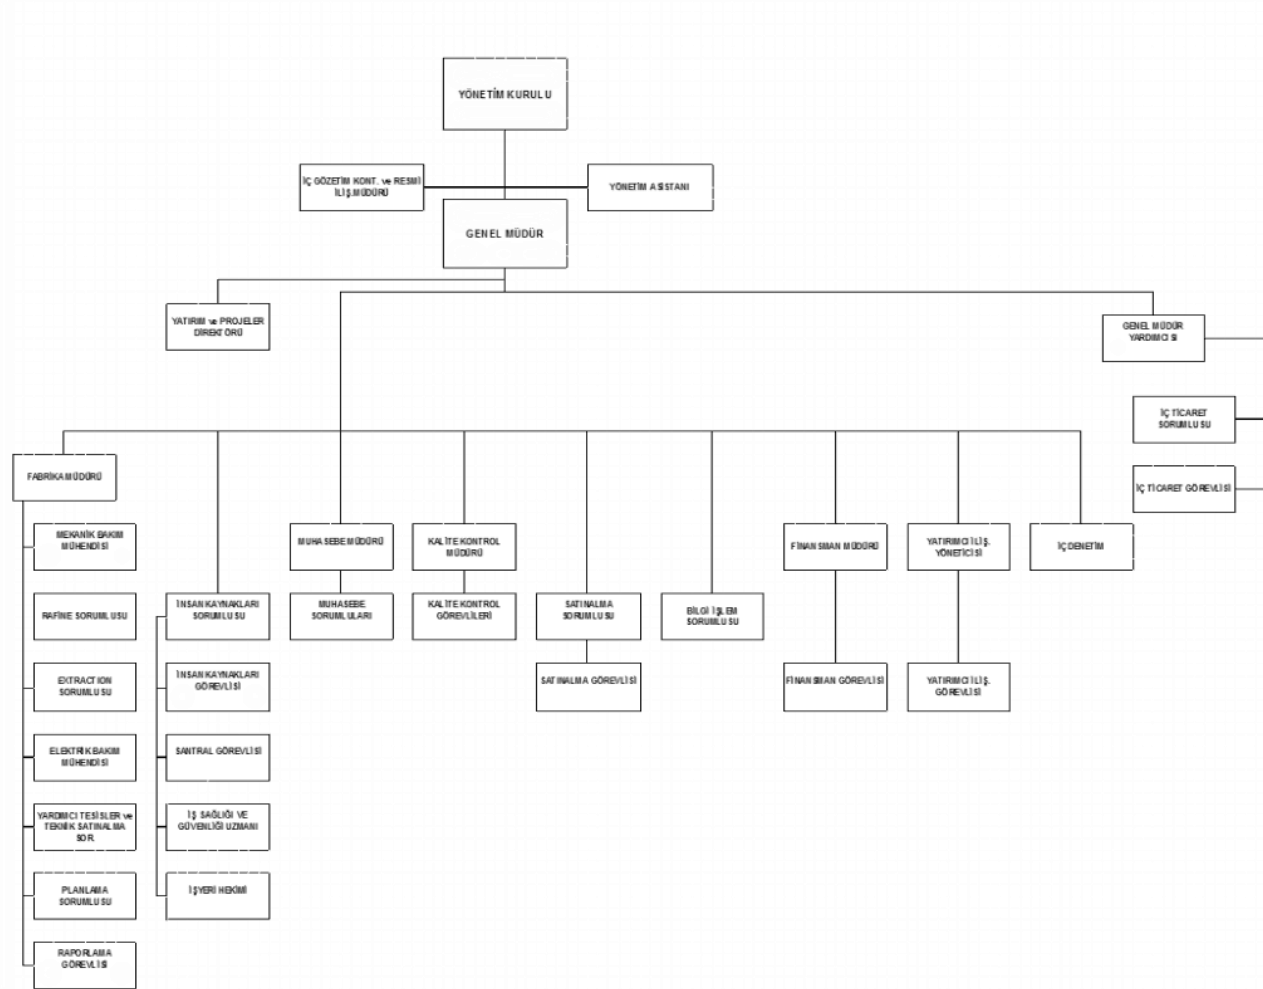 YÖNETİM KURULU
İÇ GÖZETİM KONT. ve RESMİ
İLİŞ.MÜDÜRÜ
YÖNETİM ASİSTANI
GENEL MÜDÜR
YATIRIM ve PROJELER
DİREKTÖRÜ
GENEL MÜDÜR
YARDIMCISI
İÇ TİCARET
SORUMLUSU
İÇ TİCARET GÖREVLİSİ
FABRİKA MÜDÜRÜ
MEKANİK BAKIM
MÜHENDİSİ
RAFİNE SORUMLUSU
EXTRACTION
SORUMLUSU
ELEKTRİK BAKIM
MÜHENDİSİ
YARDIMCI TESİSLER ve
TEKNİK SATINALMA
SOR.
PLANLAMA
SORUMLUSU
RAPORLAMA
GÖREVLİSİ
İNSAN KAYNAKLARI
SORUMLUSU
İNSAN KAYNAKLARI
GÖREVLİSİ
SANTRAL GÖREVLİSİ
İŞ SAĞLIĞI VE
GÜVENLİĞİ UZMANI
İŞYERİ HEKİMİ
MUHASEBE MÜDÜRÜ
MUHASEBE
SORUMLULARI
KALİTE KONTROL
MÜDÜRÜ
KALİTE KONTROL
GÖREVLİLERİ
SATINALMA
SORUMLUSU
SATINALMA GÖREVLİSİ
BİLGİ İŞLEM
SORUMLUSU
FİNANSMAN MÜDÜRÜ
FİNANSMAN GÖREVLİSİ
YATIRIMCI İLİŞ.
YÖNETİCİSİ
YATIRIMCI İLİŞ.
GÖREVLİSİ
İÇ DENETİM